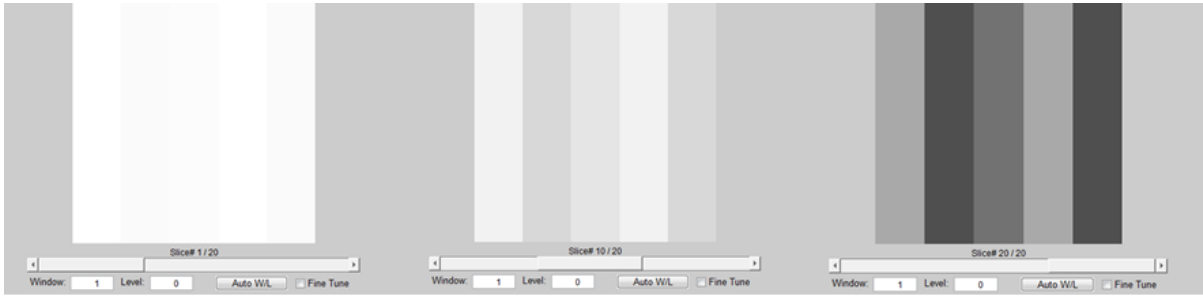 Slice# 1 / 20
Window: 1 Level: 0 Auto W/L Fine Tune
Slice# 10 / 20
Window: 1 Level: 0 Auto W/L Fine Tune
Slice# 20 / 20
Window: 1 Level: 0 Auto W/L Fine Tune